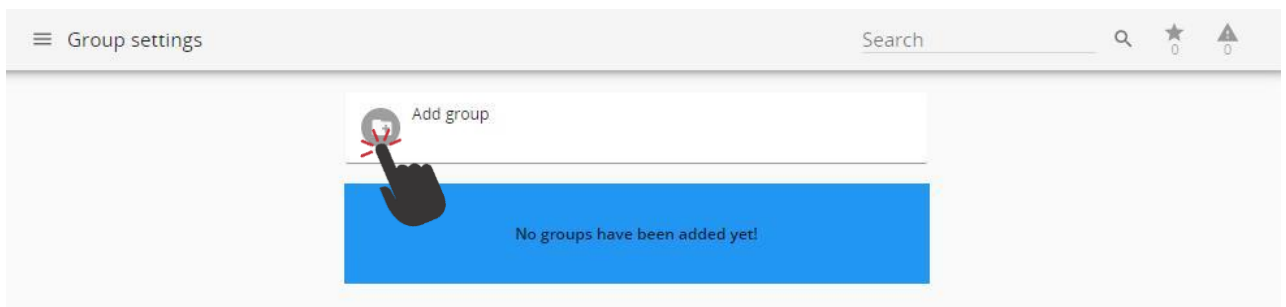 Group settings
Search
0
0
Add group
No groups have been added yet!